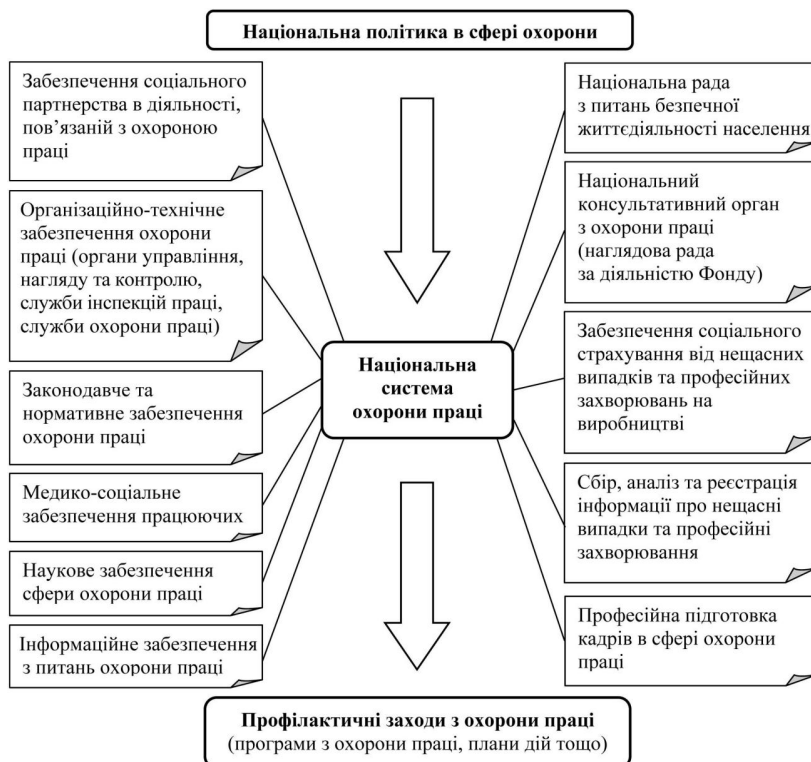 Національна політика в сфері охорони
Забезпечення соціального
партнерства в діяльності,
пов’язаній з охороною
праці
Організаційно-технічне
забезпечення охорони
праці (органи управління,
нагляду та контролю,
служби інспекцій праці,
служби охорони праці)
Законодавче та
нормативне забезпечення
охорони праці
Медико-соціальне
забезпечення працюючих
Наукове забезпечення
сфери охорони праці
Інформаційне забезпечення
з питань охорони праці
Національна
система
охорони праці
Національна рада
з питань безпечної
життєдіяльності населення
Національний
консультативний орган
з охорони праці
(наглядова рада
за діяльністю Фонду)
Забезпечення соціального
страхування від нещасних
випадків та професійних
захворювань на
виробництві
Сбір, аналіз та реєстрація
інформації про нещасні
випадки та професійні
захворювання
Професійна підготовка
кадрів в сфері охорони
праці
Профілактичні заходи з охорони праці
(програми з охорони праці, плани дій тощо)